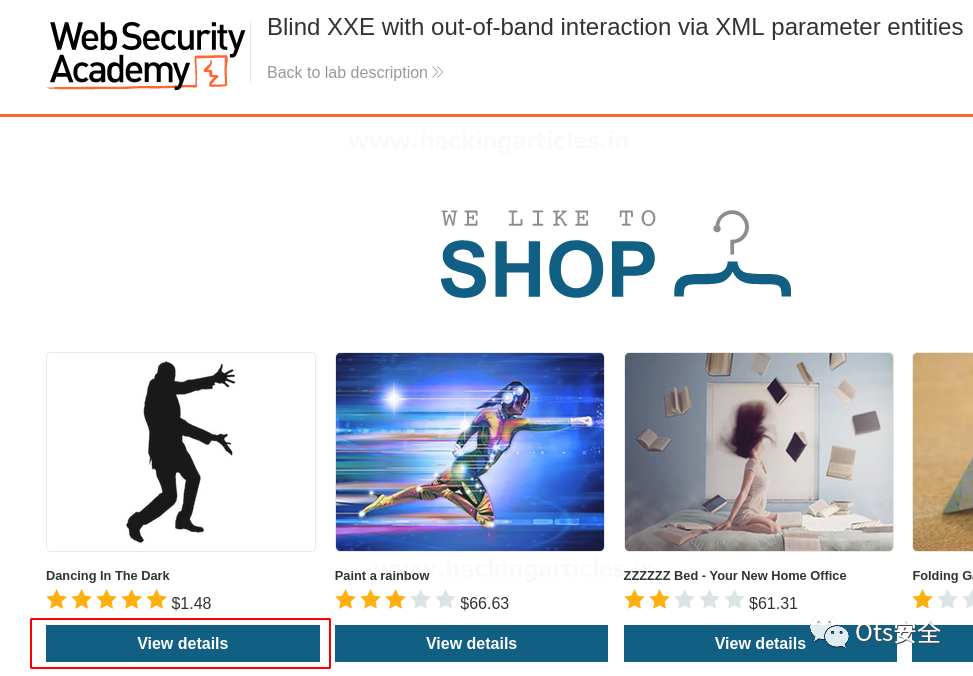 Web Security
Academy
Blind XXE with out-of-band interaction via XML parameter entities
Back to lab description
www.hackingarticles.in
WE LIKE TO
SHOP
www.hackingarticles.in
Dancing In The Dark
Paint a rainbow
ZZZZZZ Bed - Your New Home Office
Folding G
$1.48
$66.63
$61.31
View details
View details
View details
Ots安全